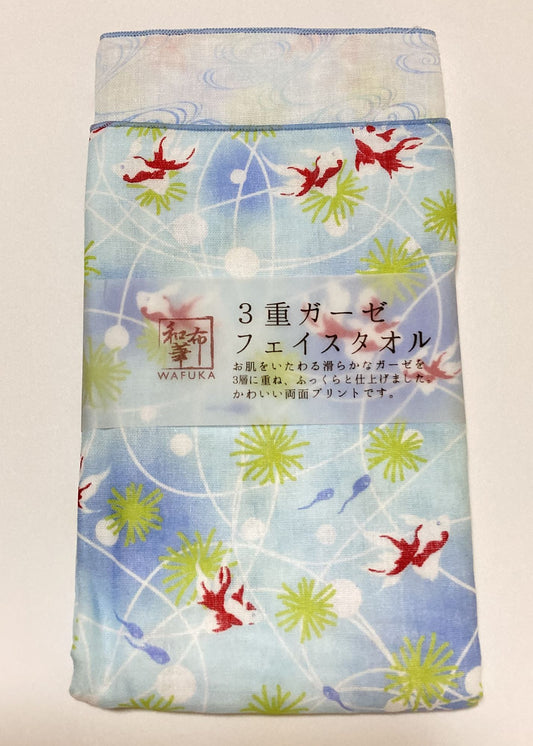 和布華
WAFUKA
3重ガーゼ
フェイスタオル
お肌をいたわる滑らかなガーゼを
3層に重ね、ふっくらと仕上げました。
かわいい両面プリントです。